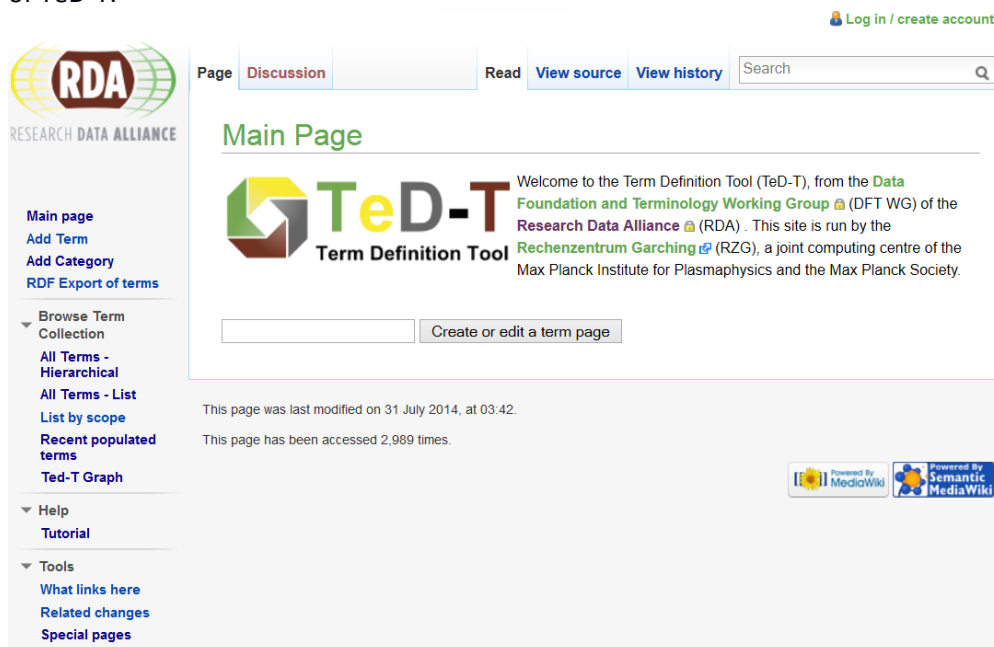 of TeD-T.
Log in / create account
RDA
RESEARCH DATA ALLIANCE
Page Discussion Read View source View history Search
Main Page
TeD-T
Term Definition Tool
Welcome to the Term Definition Tool (TeD-T), from the Data
Foundation and Terminology Working Group (DFT WG) of the
Research Data Alliance (RDA) . This site is run by the
Rechenzentrum Garching (RZG), a joint computing centre of the
Max Planck Institute for Plasmaphysics and the Max Planck Society.
Create or edit a term page
This page was last modified on 31 July 2014, at 03:42.
This page has been accessed 2,989 times.
Main page
Add Term
Add Category
RDF Export of terms
Browse Term
Collection
All Terms -
Hierarchical
All Terms - List
List by scope
Recent populated
terms
Ted-T Graph
Help
Tutorial
Tools
What links here
Related changes
Special pages
Powered By
MediaWiki
Powered By
Semantic
MediaWiki